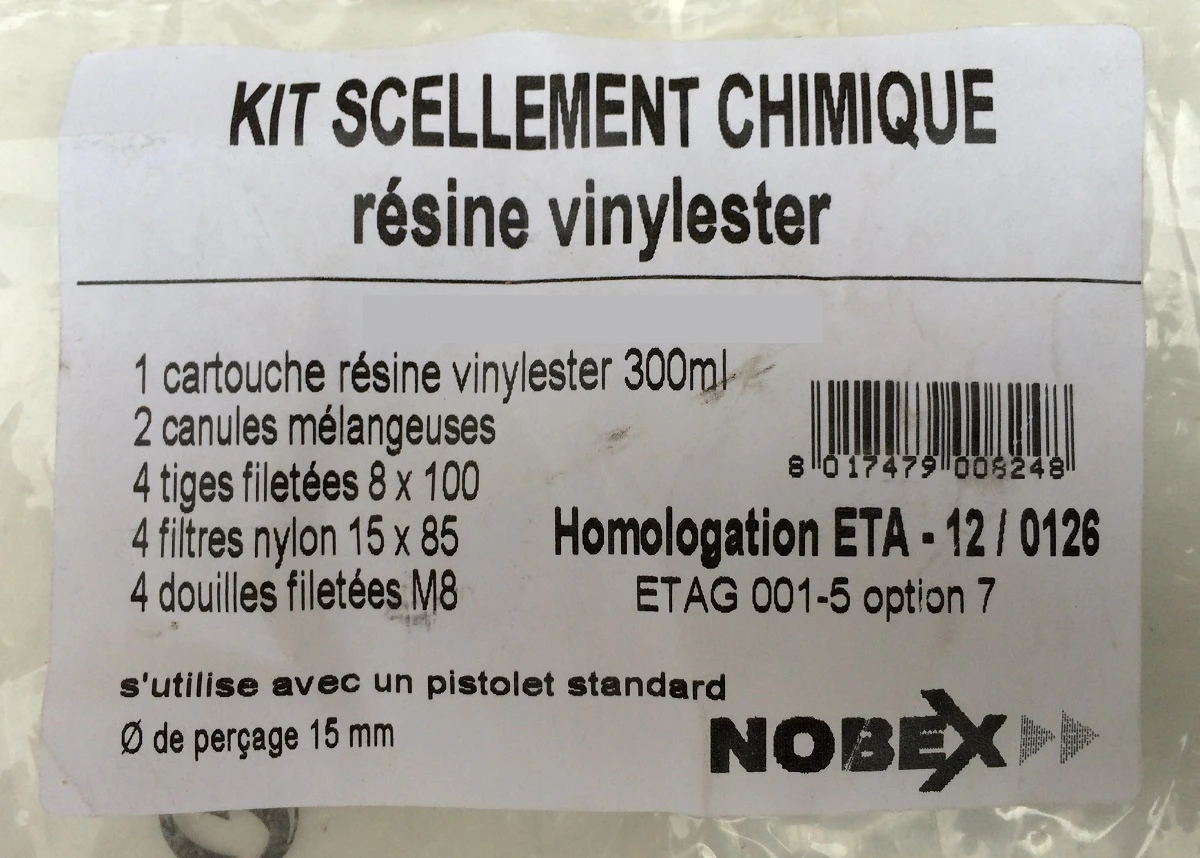 KIT SCELLEMENT CHIMIQUE
résine vinylester
1 cartouche résine vinylester 300ml
2 canules mélangeuses
4 tiges filetées 8 x 100
4 filtres nylon 15 x 85
4 douilles filetées M8
8 017479 008248
Homologation ETA - 12 / 0126
ETAG 001-5 option 7
s'utilise avec un pistolet standard
Ø de perçage 15 mm
NOBEX